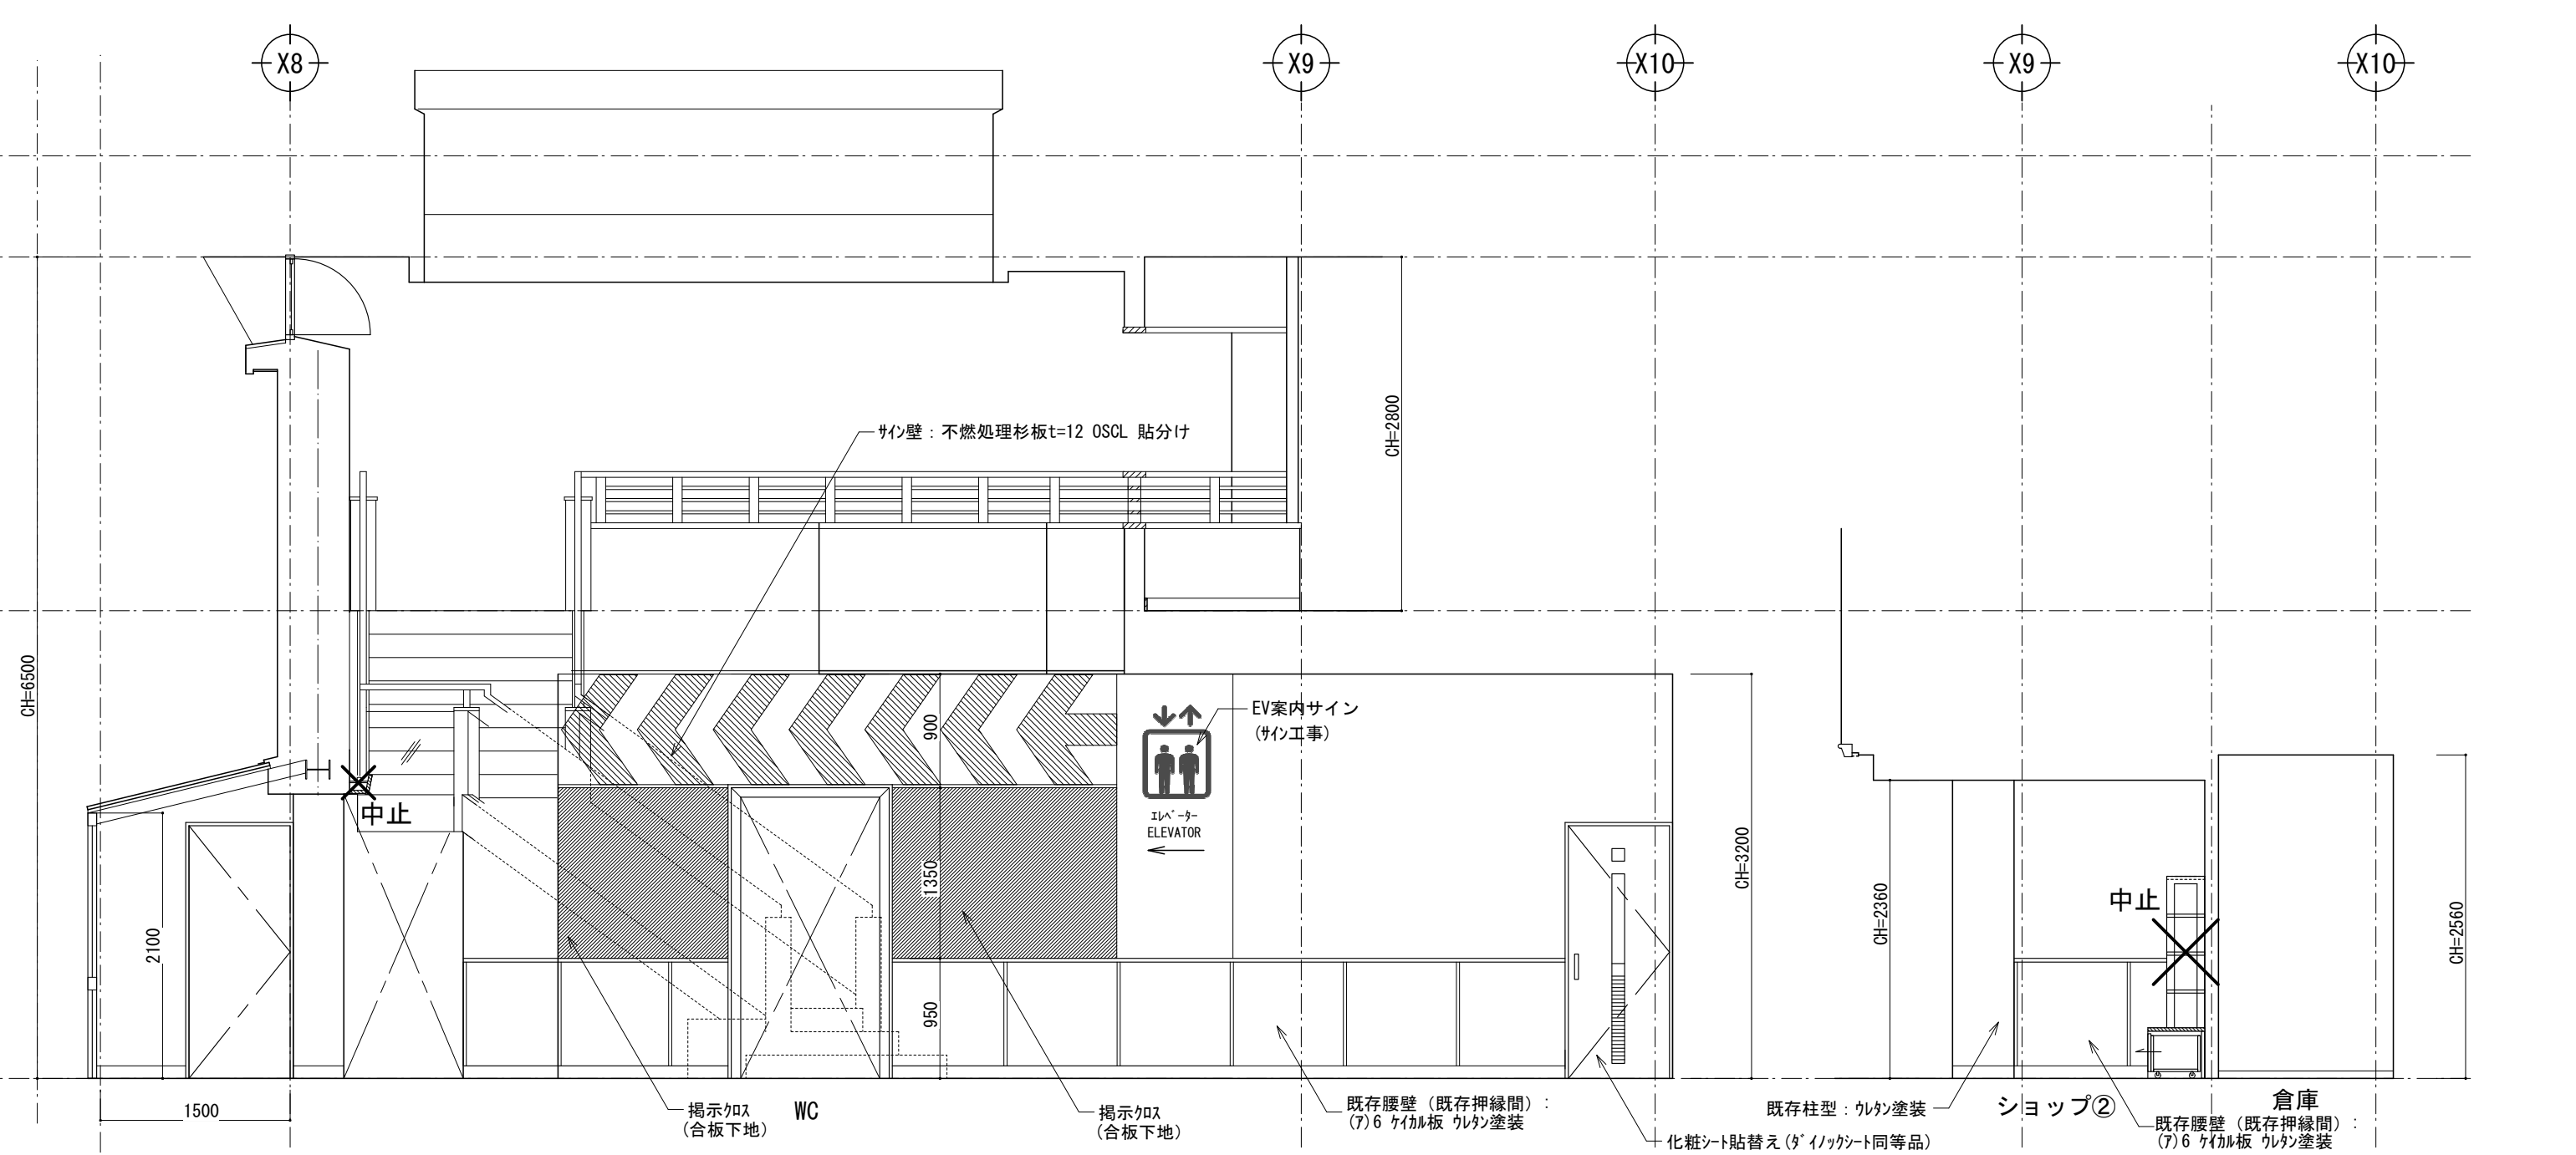 X8
X9
X10
X9
X10
サイン壁：不燃処理杉板t=12 OSCL 貼分け
CH=2800
CH=6500
EV案内サイン
(サイン工事)
900
中止
エレベーター
ELEVATOR
1350
CH=3200
2100
950
中止
CH=2360
CH=2560
1500
掲示クロス
(合板下地)
WC
掲示クロス
(合板下地)
既存腰壁（既存押縁間）：
(ア)6 ケイカル板 ウレタン塗装
化粧シート貼替え(ダイノックシート同等品)
既存柱型：ウレタン塗装
ショップ②
倉庫
既存腰壁（既存押縁間）：
(ア)6 ケイカル板 ウレタン塗装